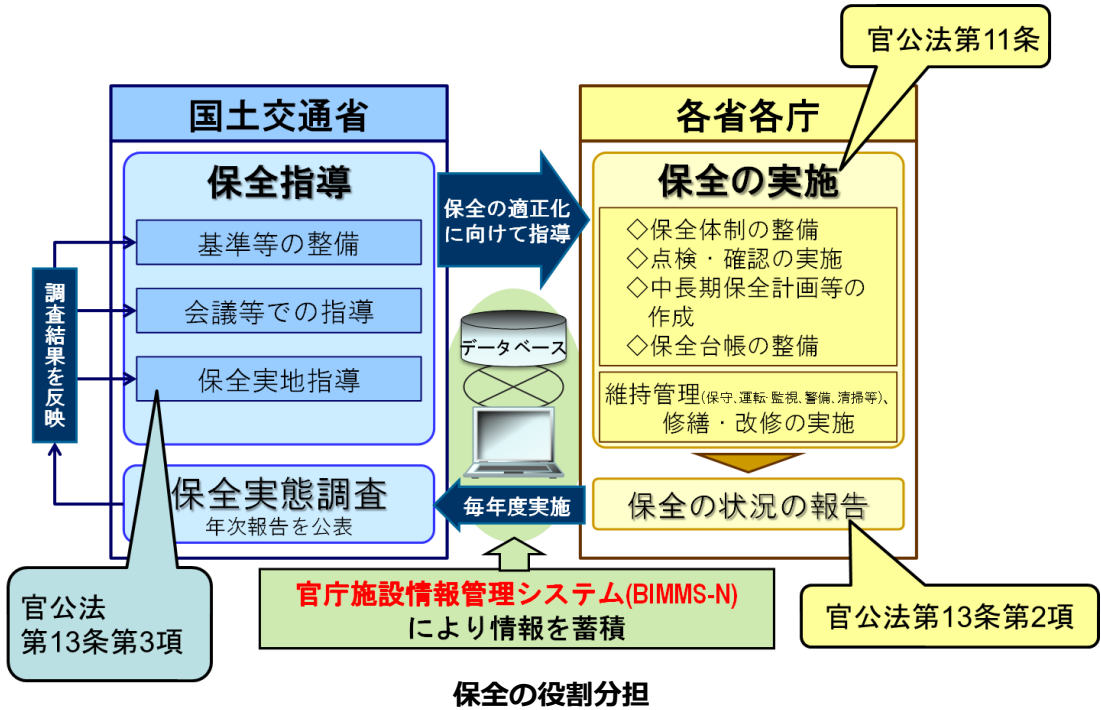 官公法第11条
国土交通省
保全指導
基準等の整備
会議等での指導
保全実地指導
調査結果を反映
保全実態調査
年次報告を公表
官公法
第13条第3項
保全の適正化
に向けて指導
データベース
毎年度実施
官庁施設情報管理システム(BIMMS-N)
により情報を蓄積
各省各庁
保全の実施
◇保全体制の整備
◇点検・確認の実施
◇中長期保全計画等の
作成
◇保全台帳の整備
維持管理(保守、運転・監視、警備、清掃等)、
修繕・改修の実施
保全の状況の報告
官公法第13条第2項
保全の役割分担